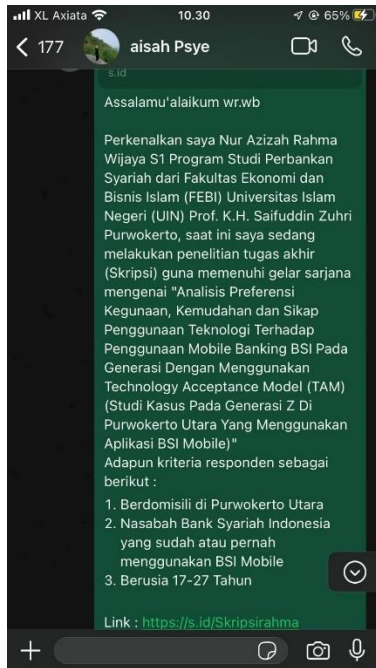 XL Axiata
10.30
65%
177
aisah Psye
s.id
Assalamu'alaikum wr.wb
Perkenalkan saya Nur Azizah Rahma
Wijaya S1 Program Studi Perbankan
Syariah dari Fakultas Ekonomi dan
Bisnis Islam (FEBI) Universitas Islam
Negeri (UIN) Prof. K.H. Saifuddin Zuhri
Purwokerto, saat ini saya sedang
melakukan penelitian tugas akhir
(Skripsi) guna memenuhi gelar sarjana
mengenai "Analisis Preferensi
Kegunaan, Kemudahan dan Sikap
Penggunaan Teknologi Terhadap
Penggunaan Mobile Banking BSI Pada
Generasi Dengan Menggunakan
Technology Acceptance Model (TAM)
(Studi Kasus Pada Generasi Z Di
Purwokerto Utara Yang Menggunakan
Aplikasi BSI Mobile)"
Adapun kriteria responden sebagai
berikut :
1. Berdomisili di Purwokerto Utara
2. Nasabah Bank Syariah Indonesia
yang sudah atau pernah
menggunakan BSI Mobile
3. Berusia 17-27 Tahun
Link : https://s.id/Skripsirahma